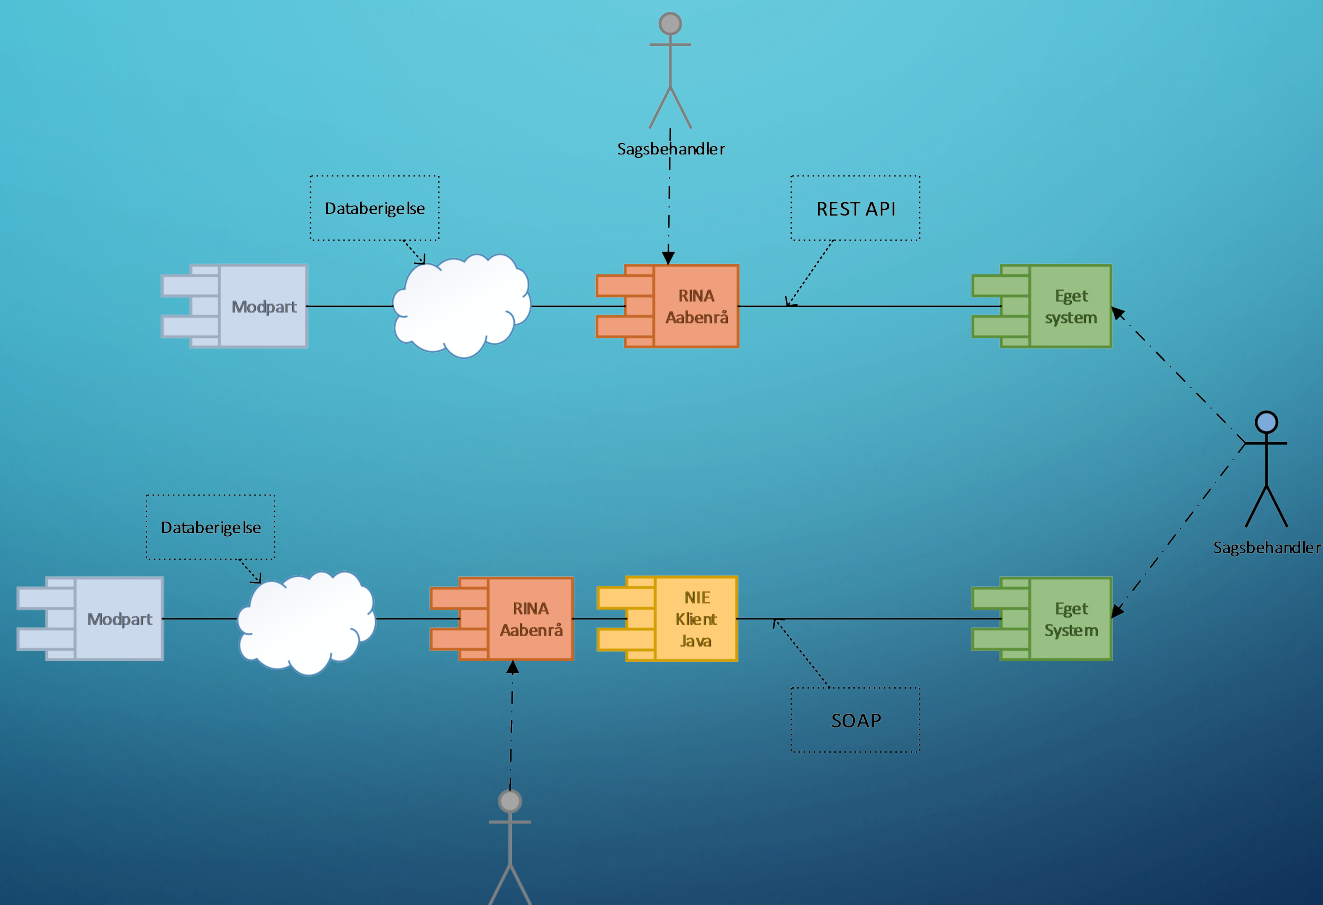 Sagsbehandler
Databerigelse
REST API
Modpart
RINA
Aabenrå
Eget
system
Sagsbehandler
Databerigelse
Modpart
RINA
Aabenrå
NIE
Klient
Java
Eget
System
SOAP